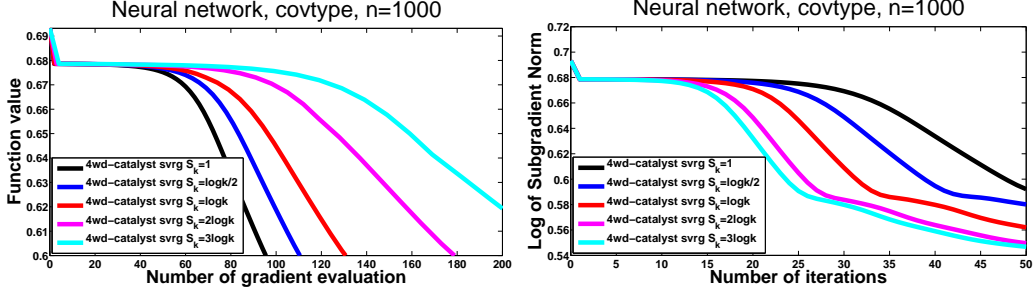 Neural network, covtype, n=1000
Function value
0.69
0.68
0.67
0.66
0.65
0.64
0.63
0.62
0.61
0.6
4wd-catalyst svrg S_k=1
4wd-catalyst svrg S_k=logk/2
4wd-catalyst svrg S_k=logk
4wd-catalyst svrg S_k=2logk
4wd-catalyst svrg S_k=3logk
0 20 40 60 80 100 120 140 160 180 200
Number of gradient evaluation
Neural network, covtype, n=1000
Log of Subgradient Norm
0.72
0.7
0.68
0.66
0.64
0.62
0.6
0.58
0.56
0.54
4wd-catalyst svrg S_k=1
4wd-catalyst svrg S_k=logk/2
4wd-catalyst svrg S_k=logk
4wd-catalyst svrg S_k=2logk
4wd-catalyst svrg S_k=3logk
0 5 10 15 20 25 30 35 40 45 50
Number of iterations